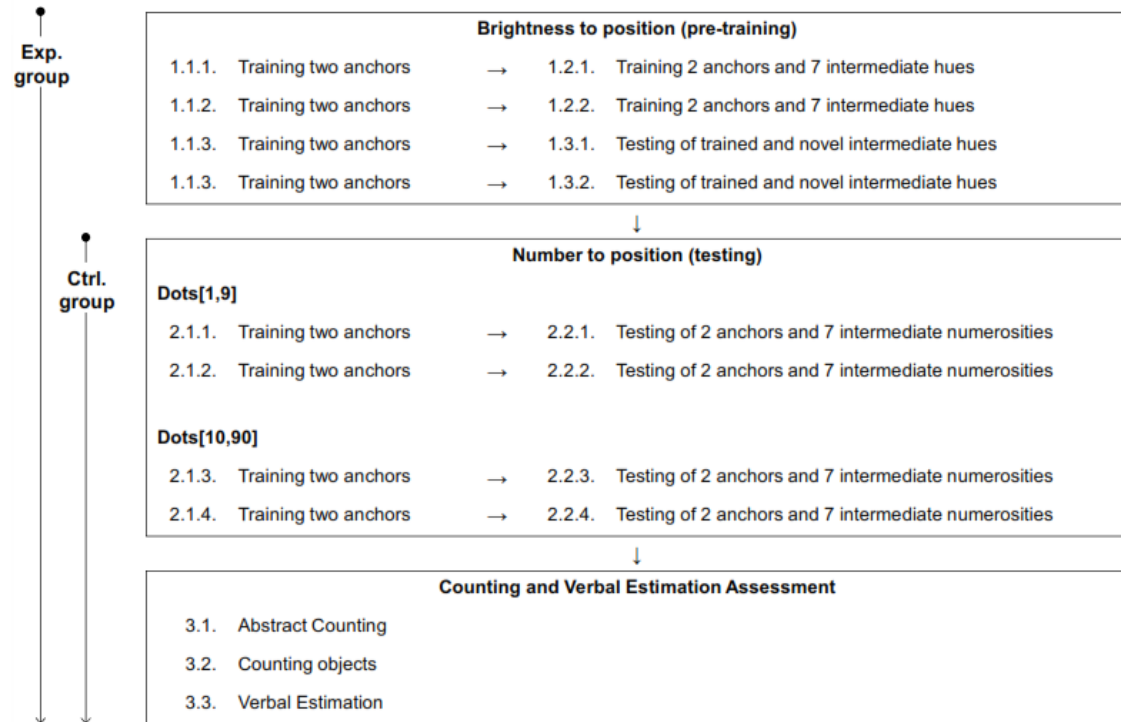 Exp.
group
Brightness to position (pre-training)
1.1.1. Training two anchors → 1.2.1. Training 2 anchors and 7 intermediate hues
1.1.2. Training two anchors → 1.2.2. Training 2 anchors and 7 intermediate hues
1.1.3. Training two anchors → 1.3.1. Testing of trained and novel intermediate hues
1.1.3. Training two anchors → 1.3.2. Testing of trained and novel intermediate hues
↓
Ctrl.
group
Number to position (testing)
Dots[1,9]
2.1.1. Training two anchors → 2.2.1. Testing of 2 anchors and 7 intermediate numerosities
2.1.2. Training two anchors → 2.2.2. Testing of 2 anchors and 7 intermediate numerosities
Dots[10,90]
2.1.3. Training two anchors → 2.2.3. Testing of 2 anchors and 7 intermediate numerosities
2.1.4. Training two anchors → 2.2.4. Testing of 2 anchors and 7 intermediate numerosities
↓
Counting and Verbal Estimation Assessment
3.1. Abstract Counting
3.2. Counting objects
3.3. Verbal Estimation